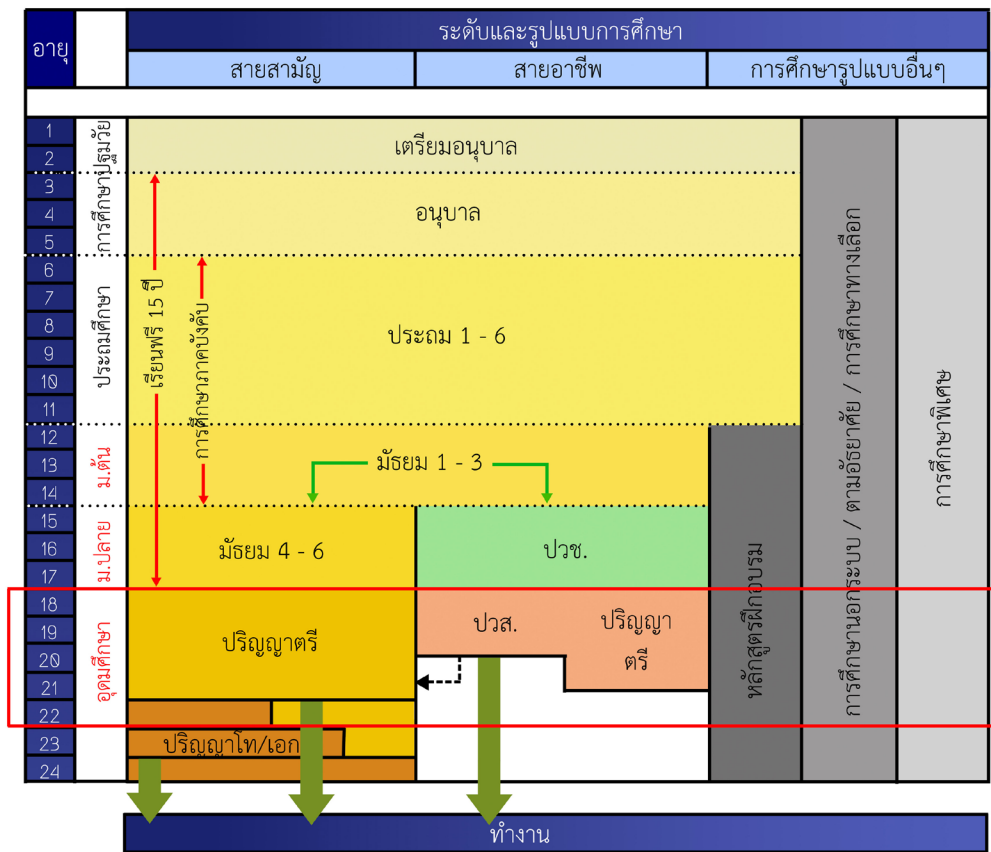 อายุ
ระดับและรูปแบบการศึกษา
สายสามัญ
สายอาชีพ
การศึกษารูปแบบอื่นๆ
1
2
3
4
5
6
7
8
9
10
11
12
13
14
15
16
17
18
19
20
21
22
23
24
การศึกษาปฐมวัย
ประถมศึกษา
ม.ต้น
ม.ปลาย
อุดมศึกษา
เตรียมอนุบาล
อนุบาล
เรียนฟรี 15 ปี
การศึกษาภาคบังคับ
ประถม 1 - 6
มัธยม 1 - 3
มัธยม 4 - 6
ปวช.
ปริญญาตรี
ปวส.
ปริญญา
ตรี
ปริญญาโท/เอก
หลักสูตรฝึกอบรม
การศึกษานอกระบบ / ตามอัธยาศัย / การศึกษาทางเลือก
การศึกษาพิเศษ
ทำงาน